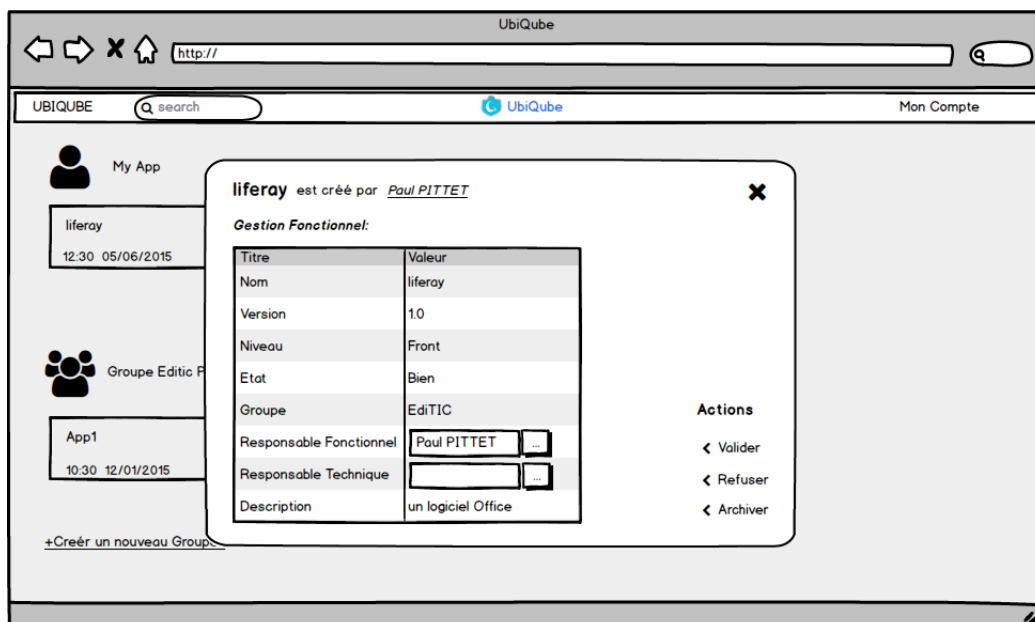 UbiQube
http://
UBIQUBE
search
UbiQube
Mon Compte
My App
liferay
12:30 05/06/2015
Groupe Editic P
App1
10:30 12/01/2015
+Creér un nouveau Groupe
liferay est créé par Paul PITTET
Gestion Fonctionnel:
Titre Valeur
Nom liferay
Version 1.0
Niveau Front
Etat Bien
Groupe EdiTIC
Responsable Fonctionnel Paul PITTET ...
Responsable Technique ...
Description un logiciel Office
Actions
Valider
Refuser
Archiver